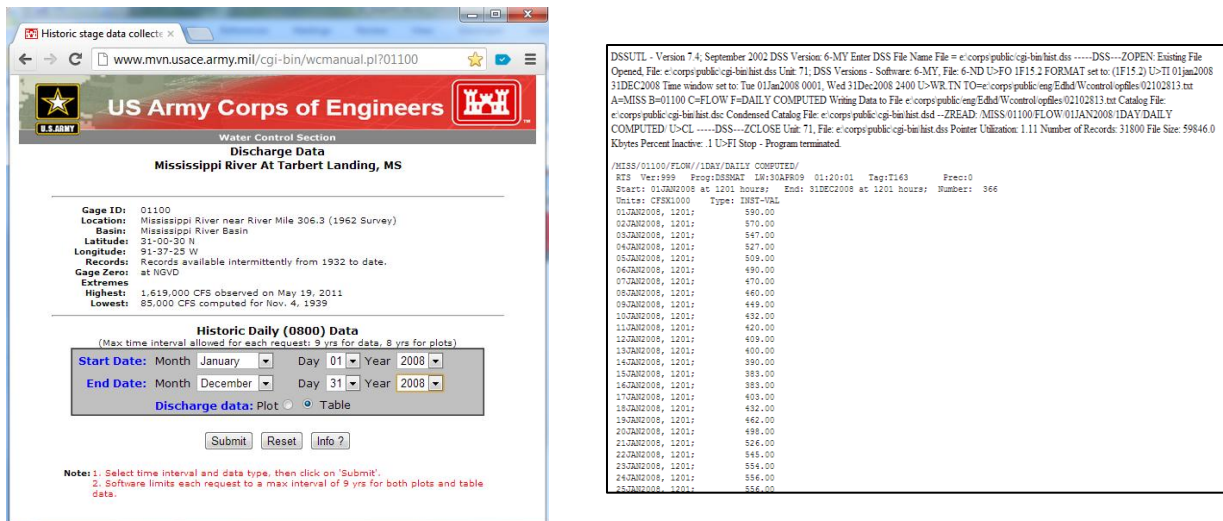 Historic stage data collecte ×
www.mvn.usace.army.mil/cgi-bin/wcmanual.pl?01100
U.S.ARMY
US Army Corps of Engineers
Water Control Section
Discharge Data
Mississippi River At Tarbert Landing, MS
Gage ID: 01100
Location: Mississippi River near River Mile 306.3 (1962 Survey)
Basin: Mississippi River Basin
Latitude: 31-00-30 N
Longitude: 91-37-25 W
Records: Records available intermittently from 1932 to date.
Gage Zero: at NGVD
Extremes
Highest: 1,619,000 CFS observed on May 19, 2011
Lowest: 85,000 CFS computed for Nov. 4, 1939
Historic Daily (0800) Data
(Max time interval allowed for each request: 9 yrs for data, 8 yrs for plots)
Start Date: Month January Day 01 Year 2008
End Date: Month December Day 31 Year 2008
Discharge data: Plot Table
Submit Reset Info ?
Note: 1. Select time interval and data type, then click on 'Submit'.
2. Software limits each request to a max interval of 9 yrs for both plots and table
data.
DSSUTL - Version 7.4; September 2002 DSS Version: 6-MY Enter DSS File Name File = e:\corps\public\cgi-bin/hist.dss -----DSS---ZOPEN: Existing File
Opened, File: e:\corps\public\cgi-bin/hist.dss Unit: 71; DSS Versions - Software: 6-MY, File: 6-ND U>FO 1F15.2 FORMAT set to: (1F15.2) U>TI 01jan2008
31DEC2008 Time window set to: Tue 01Jan2008 0001, Wed 31Dec2008 2400 U>WR.TN TO=e:\corps\public/eng/Edhd/Wcontrol/opfiles/02102813.txt
A=MISS B=01100 C=FLOW F=DAILY COMPUTED Writing Data to File e:\corps\public/eng/Edhd/Wcontrol/opfiles/02102813.txt Catalog File:
e:\corps\public\cgi-bin/hist.dsc Condensed Catalog File: e:\corps\public\cgi-bin/hist.dsd --ZREAD: /MISS/01100/FLOW/01JAN2008/1DAY/DAILY
COMPUTED/ U>CL -----DSS---ZCLOSE Unit: 71, File: e:\corps\public\cgi-bin/hist.dss Pointer Utilization: 1.11 Number of Records: 31800 File Size: 59846.0
Kbytes Percent Inactive: .1 U>FI Stop - Program terminated.
/MISS/01100/FLOW//1DAY/DAILY COMPUTED/
RTS Ver:999 Prog:DSSMAT LW:30APR09 01:20:01 Tag:T163 Prec:0
Start: 01JAN2008 at 1201 hours; End: 31DEC2008 at 1201 hours; Number: 366
Units: CFSX1000 Type: INST-VAL
01JAN2008, 1201; 590.00
02JAN2008, 1201; 570.00
03JAN2008, 1201; 547.00
04JAN2008, 1201; 527.00
05JAN2008, 1201; 509.00
06JAN2008, 1201; 490.00
07JAN2008, 1201; 470.00
08JAN2008, 1201; 460.00
09JAN2008, 1201; 449.00
10JAN2008, 1201; 432.00
11JAN2008, 1201; 420.00
12JAN2008, 1201; 409.00
13JAN2008, 1201; 400.00
14JAN2008, 1201; 390.00
15JAN2008, 1201; 383.00
16JAN2008, 1201; 383.00
17JAN2008, 1201; 403.00
18JAN2008, 1201; 432.00
19JAN2008, 1201; 462.00
20JAN2008, 1201; 498.00
21JAN2008, 1201; 526.00
22JAN2008, 1201; 545.00
23JAN2008, 1201; 554.00
24JAN2008, 1201; 556.00
25JAN2008, 1201; 556.00